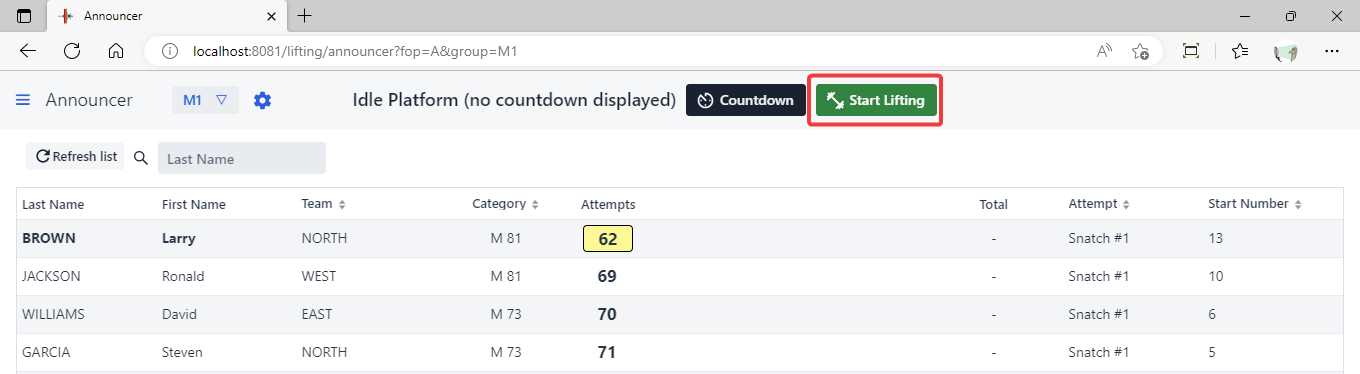 Announcer
localhost:8081/lifting/announcer?fop=A&group=M1
Announcer M1 Idle Platform (no countdown displayed) Countdown Start Lifting
Refresh list Last Name
Last Name First Name Team Category Attempts Total Attempt Start Number
BROWN Larry NORTH M 81 62 - Snatch #1 13
JACKSON Ronald WEST M 81 69 - Snatch #1 10
WILLIAMS David EAST M 73 70 - Snatch #1 6
GARCIA Steven NORTH M 73 71 - Snatch #1 5